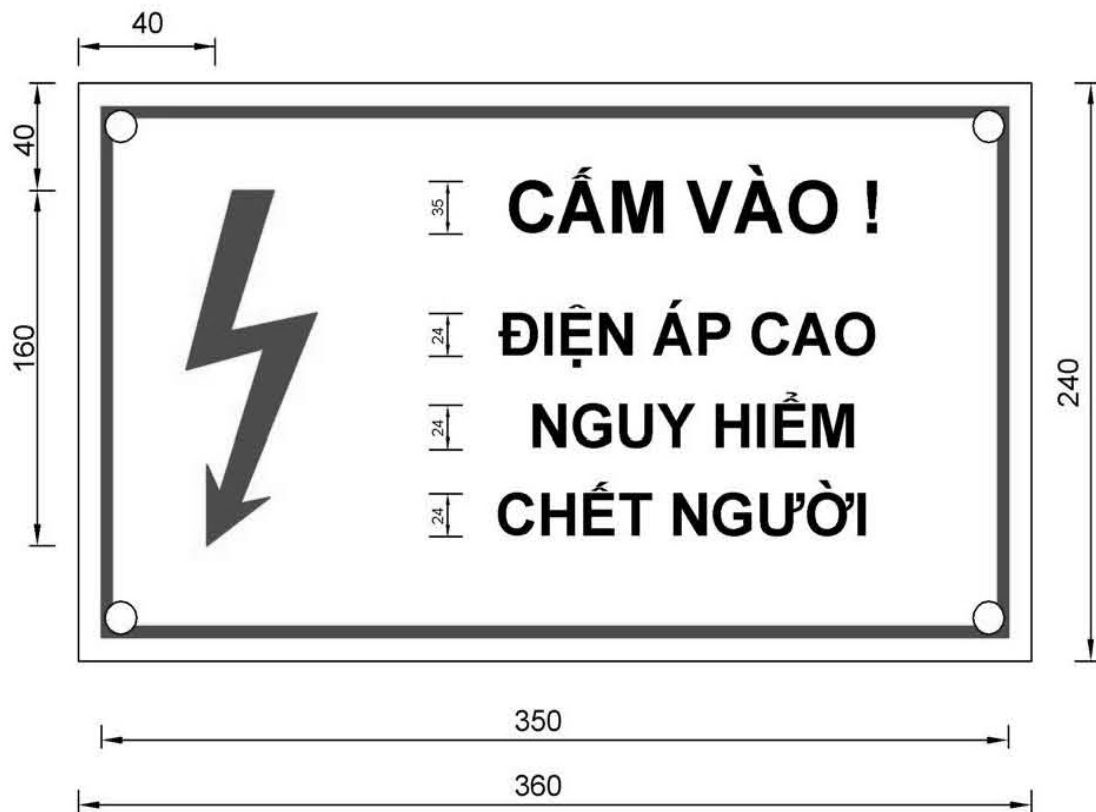 40
40
160
35
CẤM VÀO !
24
ĐIỆN ÁP CAO
24
NGUY HIỂM
24
CHẾT NGƯỜI
240
350
360